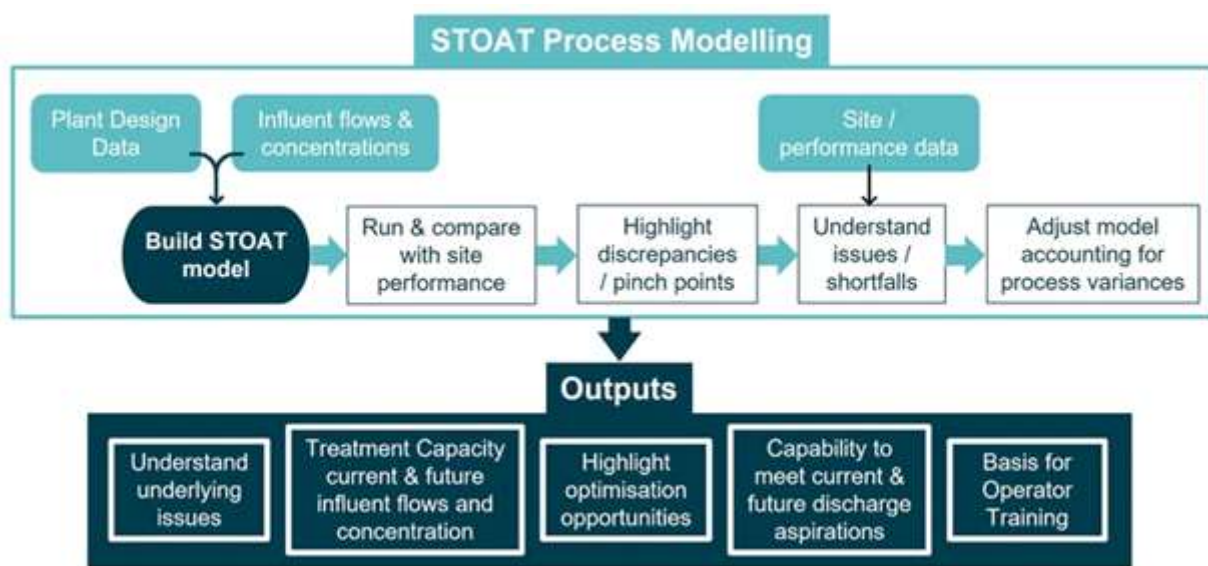 STOAT Process Modelling
Plant Design
Data
Influent flows &
concentrations
Site /
performance data
Build STOAT
model
Run & compare
with site
performance
Highlight
discrepancies
/ pinch points
Understand
issues /
shortfalls
Adjust model
accounting for
process variances
Outputs
Understand
underlying
issues
Treatment Capacity
current & future
influent flows and
concentration
Highlight
optimisation
opportunities
Capability to
meet current &
future discharge
aspirations
Basis for
Operator
Training